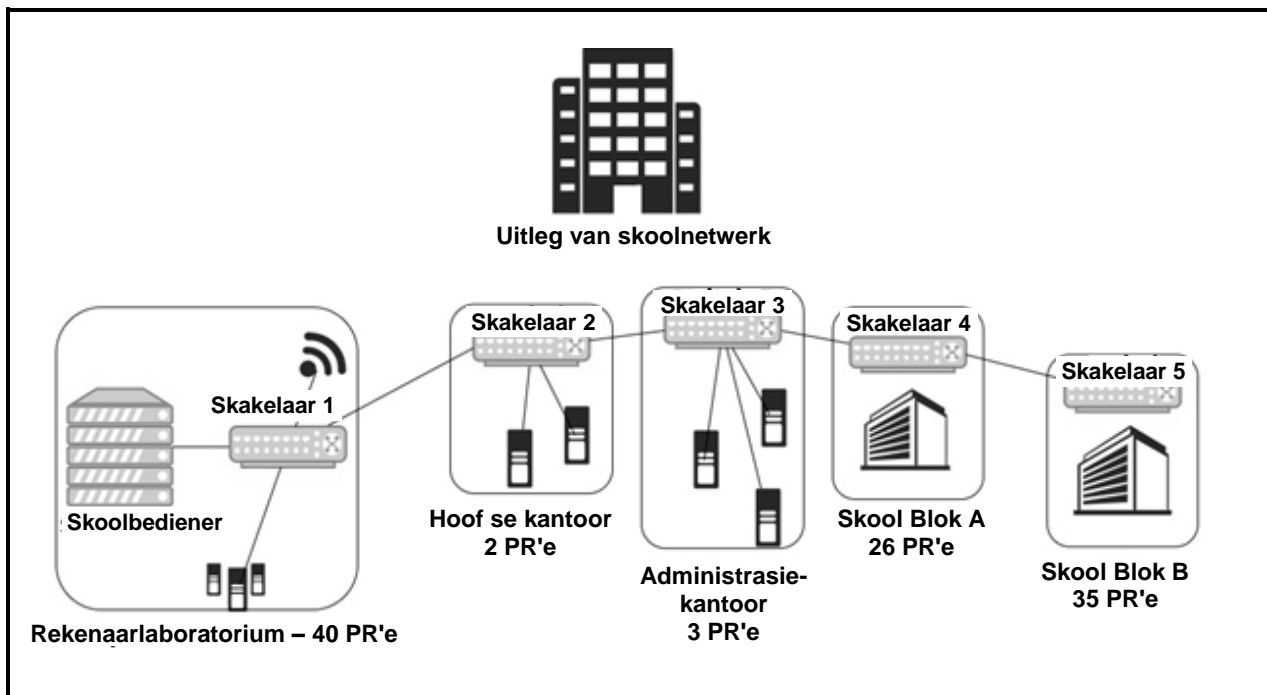 Uitleg van skoolnetwerk
Skakelaar 1
Skoolbediener
Rekenaarlaboratorium – 40 PR'e
Skakelaar 2
Hoof se kantoor
2 PR'e
Skakelaar 3
Administrasie-
kantoor
3 PR'e
Skakelaar 4
Skool Blok A
26 PR'e
Skakelaar 5
Skool Blok B
35 PR'e